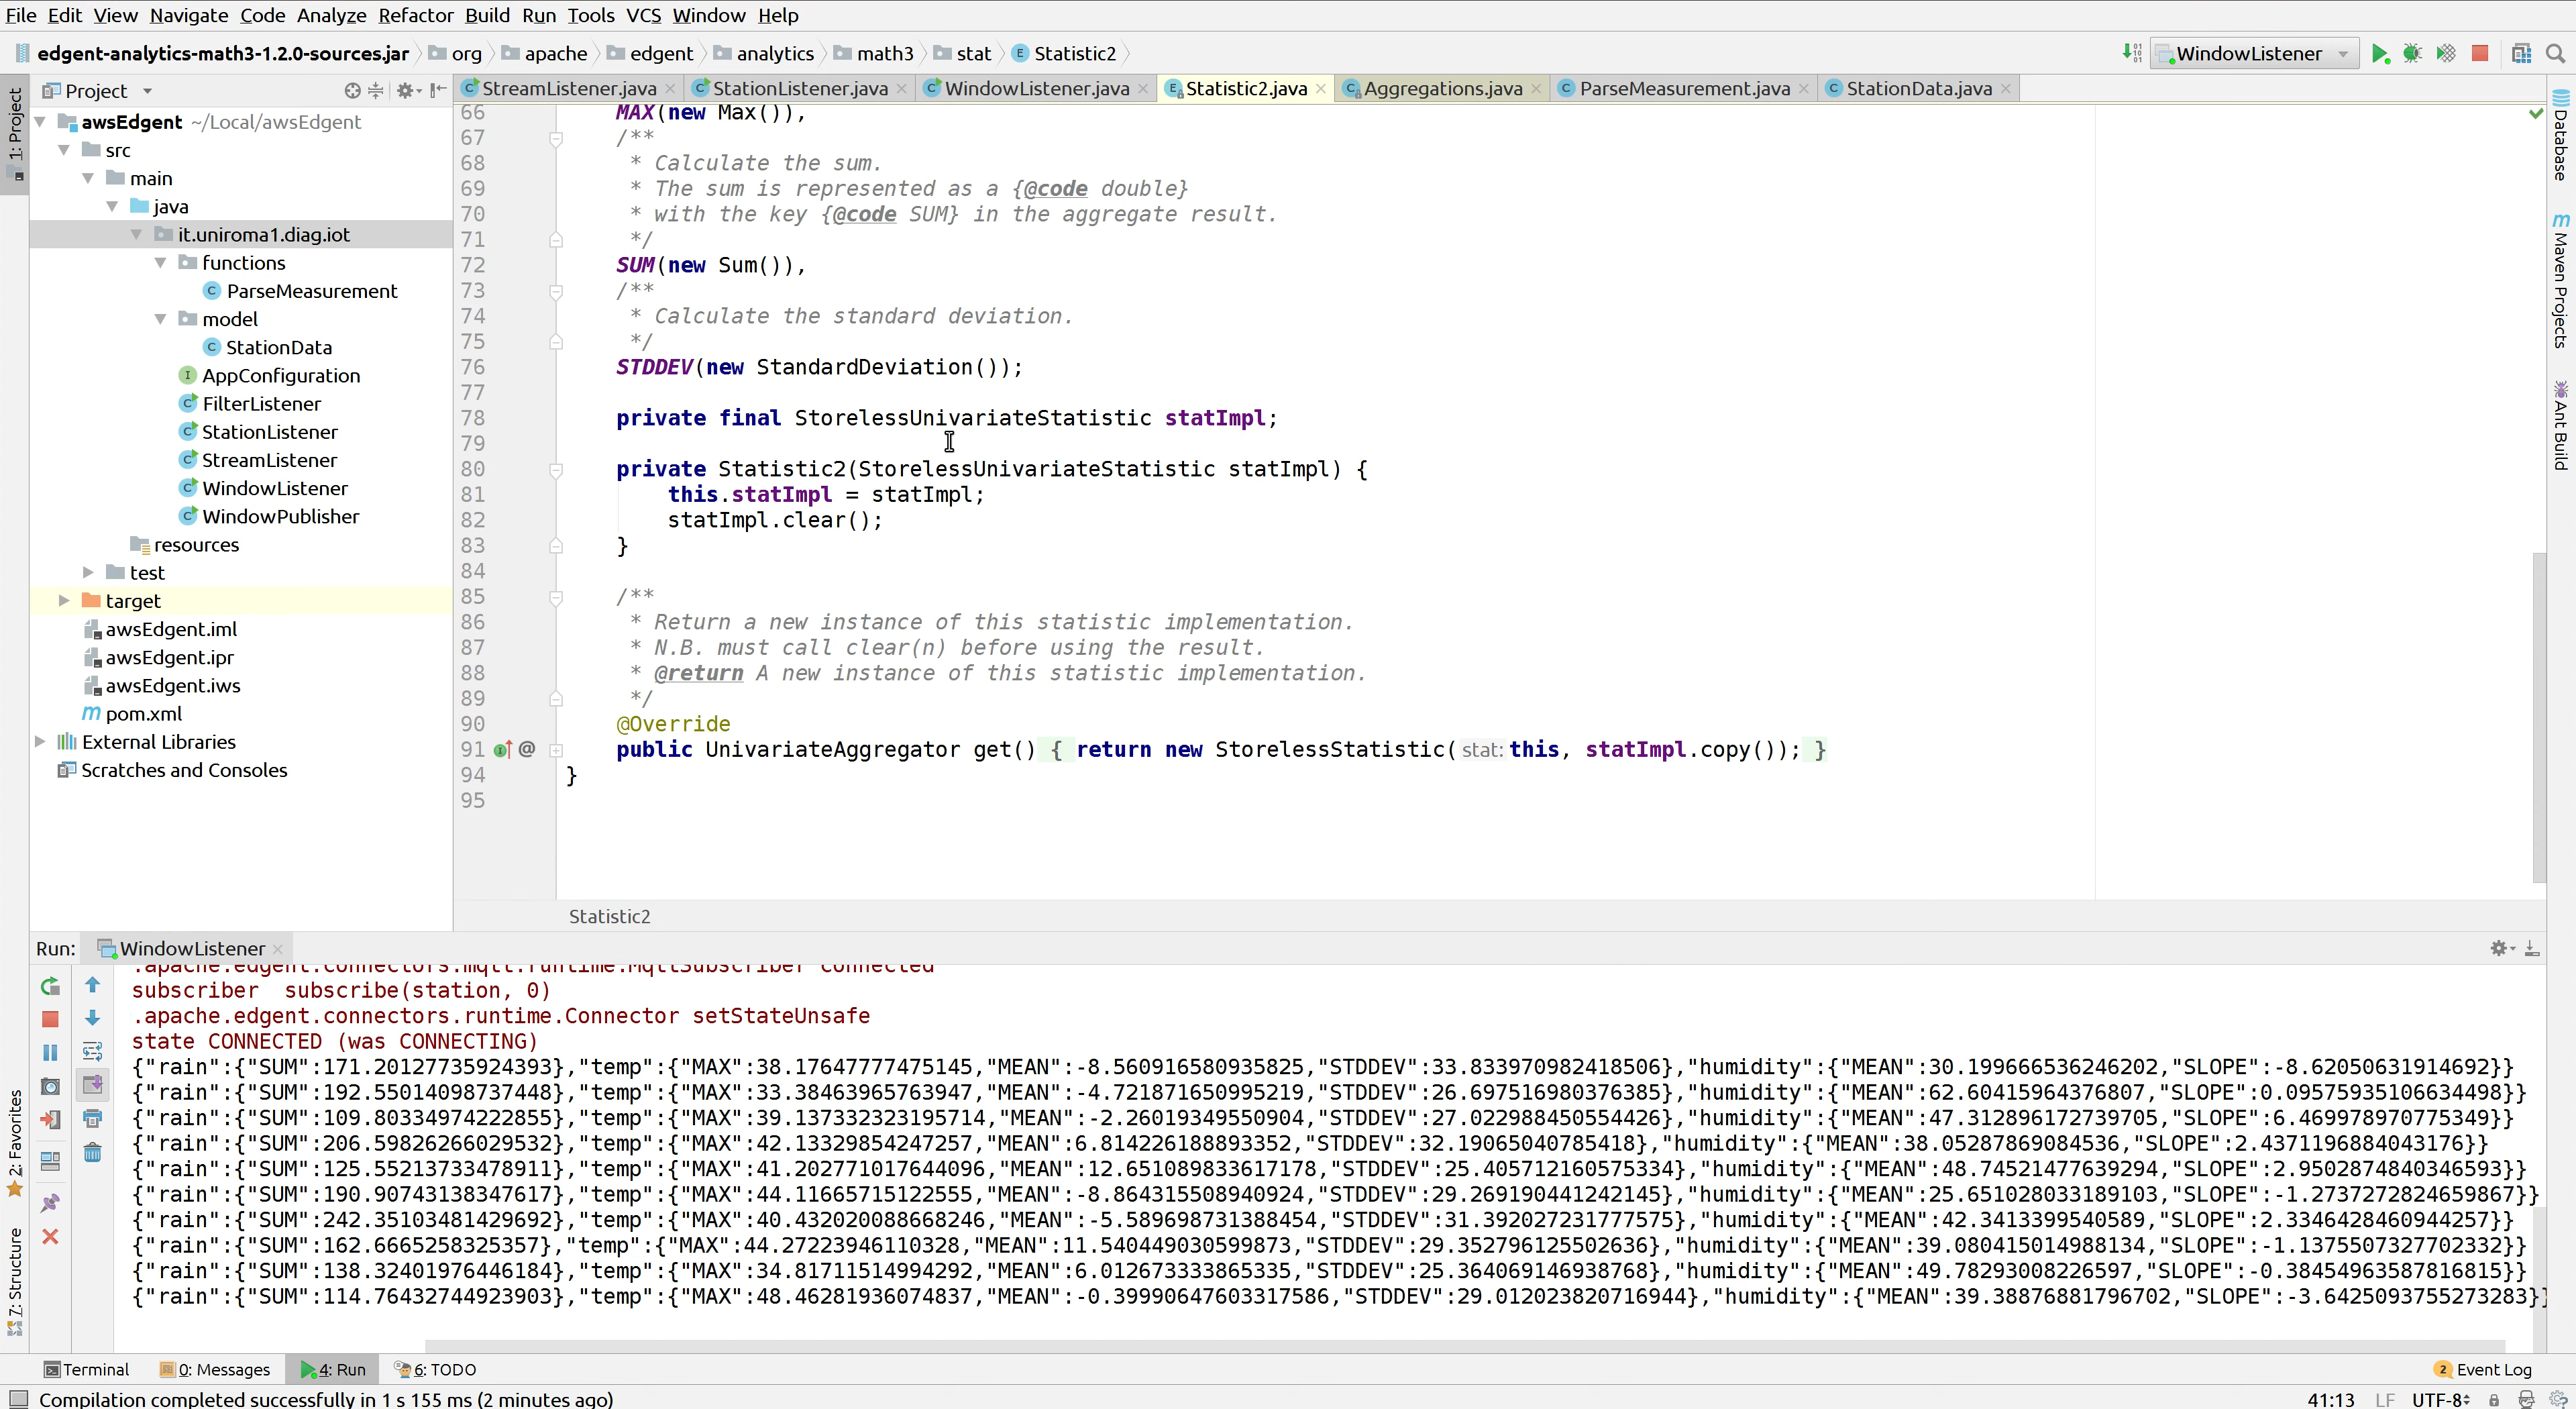 File Edit View Navigate Code Analyze Refactor Build Run Tools VCS Window Help
edgent-analytics-math3-1.2.0-sources.jar org apache edgent analytics math3 stat Statistic2 WindowListener
Project
StreamListener.java StationListener.java WindowListener.java Statistic2.java Aggregations.java ParseMeasurement.java StationData.java
1: Project
2: Favorites
7: Structure
awsEdgent ~/Local/awsEdgent
src
main
java
it.uniroma1.diag.iot
functions
ParseMeasurement
model
StationData
AppConfiguration
FilterListener
StationListener
StreamListener
WindowListener
WindowPublisher
resources
test
target
awsEdgent.iml
awsEdgent.ipr
awsEdgent.iws
pom.xml
External Libraries
Scratches and Consoles
66 MAX(new Max()),
67 /**
68 * Calculate the sum.
69 * The sum is represented as a {@code double}
70 * with the key {@code SUM} in the aggregate result.
71 */
72 SUM(new Sum()),
73 /**
74 * Calculate the standard deviation.
75 */
76 STDDEV(new StandardDeviation());
77
78 private final StorelessUnivariateStatistic statImpl;
79
80 private Statistic2(StorelessUnivariateStatistic statImpl) {
81 this.statImpl = statImpl;
82 statImpl.clear();
83 }
84
85 /**
86 * Return a new instance of this statistic implementation.
87 * N.B. must call clear(n) before using the result.
88 * @return A new instance of this statistic implementation.
89 */
90 @Override
91 @ public UnivariateAggregator get() { return new StorelessStatistic( stat: this, statImpl.copy()); }
94 }
95
Statistic2
Database
Maven Projects
Ant Build
Run: WindowListener
.apache.edgent.connectors.mqtt.runtime.MqttSubscriber connected
subscriber subscribe(station, 0)
.apache.edgent.connectors.runtime.Connector setStateUnsafe
state CONNECTED (was CONNECTING)
{"rain":{"SUM":171.20127735924393},"temp":{"MAX":38.17647777475145,"MEAN":-8.560916580935825,"STDDEV":33.833970982418506},"humidity":{"MEAN":30.199666536246202,"SLOPE":-8.62050631914692}}
{"rain":{"SUM":192.55014098737448},"temp":{"MAX":33.38463965763947,"MEAN":-4.721871650995219,"STDDEV":26.697516980376385},"humidity":{"MEAN":62.60415964376807,"SLOPE":0.09575935106634498}}
{"rain":{"SUM":109.80334974222855},"temp":{"MAX":39.137332323195714,"MEAN":-2.26019349550904,"STDDEV":27.022988450554426},"humidity":{"MEAN":47.312896172739705,"SLOPE":6.469978970775349}}
{"rain":{"SUM":206.59826266029532},"temp":{"MAX":42.13329854247257,"MEAN":6.814226188893352,"STDDEV":32.19065040785418},"humidity":{"MEAN":38.05287869084536,"SLOPE":2.4371196884043176}}
{"rain":{"SUM":125.55213733478911},"temp":{"MAX":41.202771017644096,"MEAN":12.651089833617178,"STDDEV":25.405712160575334},"humidity":{"MEAN":48.74521477639294,"SLOPE":2.9502874840346593}}
{"rain":{"SUM":190.90743138347617},"temp":{"MAX":44.11665715122555,"MEAN":-8.864315508940924,"STDDEV":29.269190441242145},"humidity":{"MEAN":25.651028033189103,"SLOPE":-1.2737272824659867}}
{"rain":{"SUM":242.35103481429692},"temp":{"MAX":40.432020088668246,"MEAN":-5.589698731388454,"STDDEV":31.392027231777575},"humidity":{"MEAN":42.3413399540589,"SLOPE":2.3346428460944257}}
{"rain":{"SUM":162.6665258325357},"temp":{"MAX":44.27223946110328,"MEAN":11.540449030599873,"STDDEV":29.352796125502636},"humidity":{"MEAN":39.080415014988134,"SLOPE":-1.1375507327702332}}
{"rain":{"SUM":138.32401976446184},"temp":{"MAX":34.81711514994292,"MEAN":6.012673333865335,"STDDEV":25.364069146938768},"humidity":{"MEAN":49.78293008226597,"SLOPE":-0.38454963587816815}}
{"rain":{"SUM":114.76432744923903},"temp":{"MAX":48.46281936074837,"MEAN":-0.39990647603317586,"STDDEV":29.012023820716944},"humidity":{"MEAN":39.38876881796702,"SLOPE":-3.6425093755273283}}
Terminal 0: Messages 4: Run 6: TODO 2 Event Log
Compilation completed successfully in 1 s 155 ms (2 minutes ago) 41:13 LF UTF-8